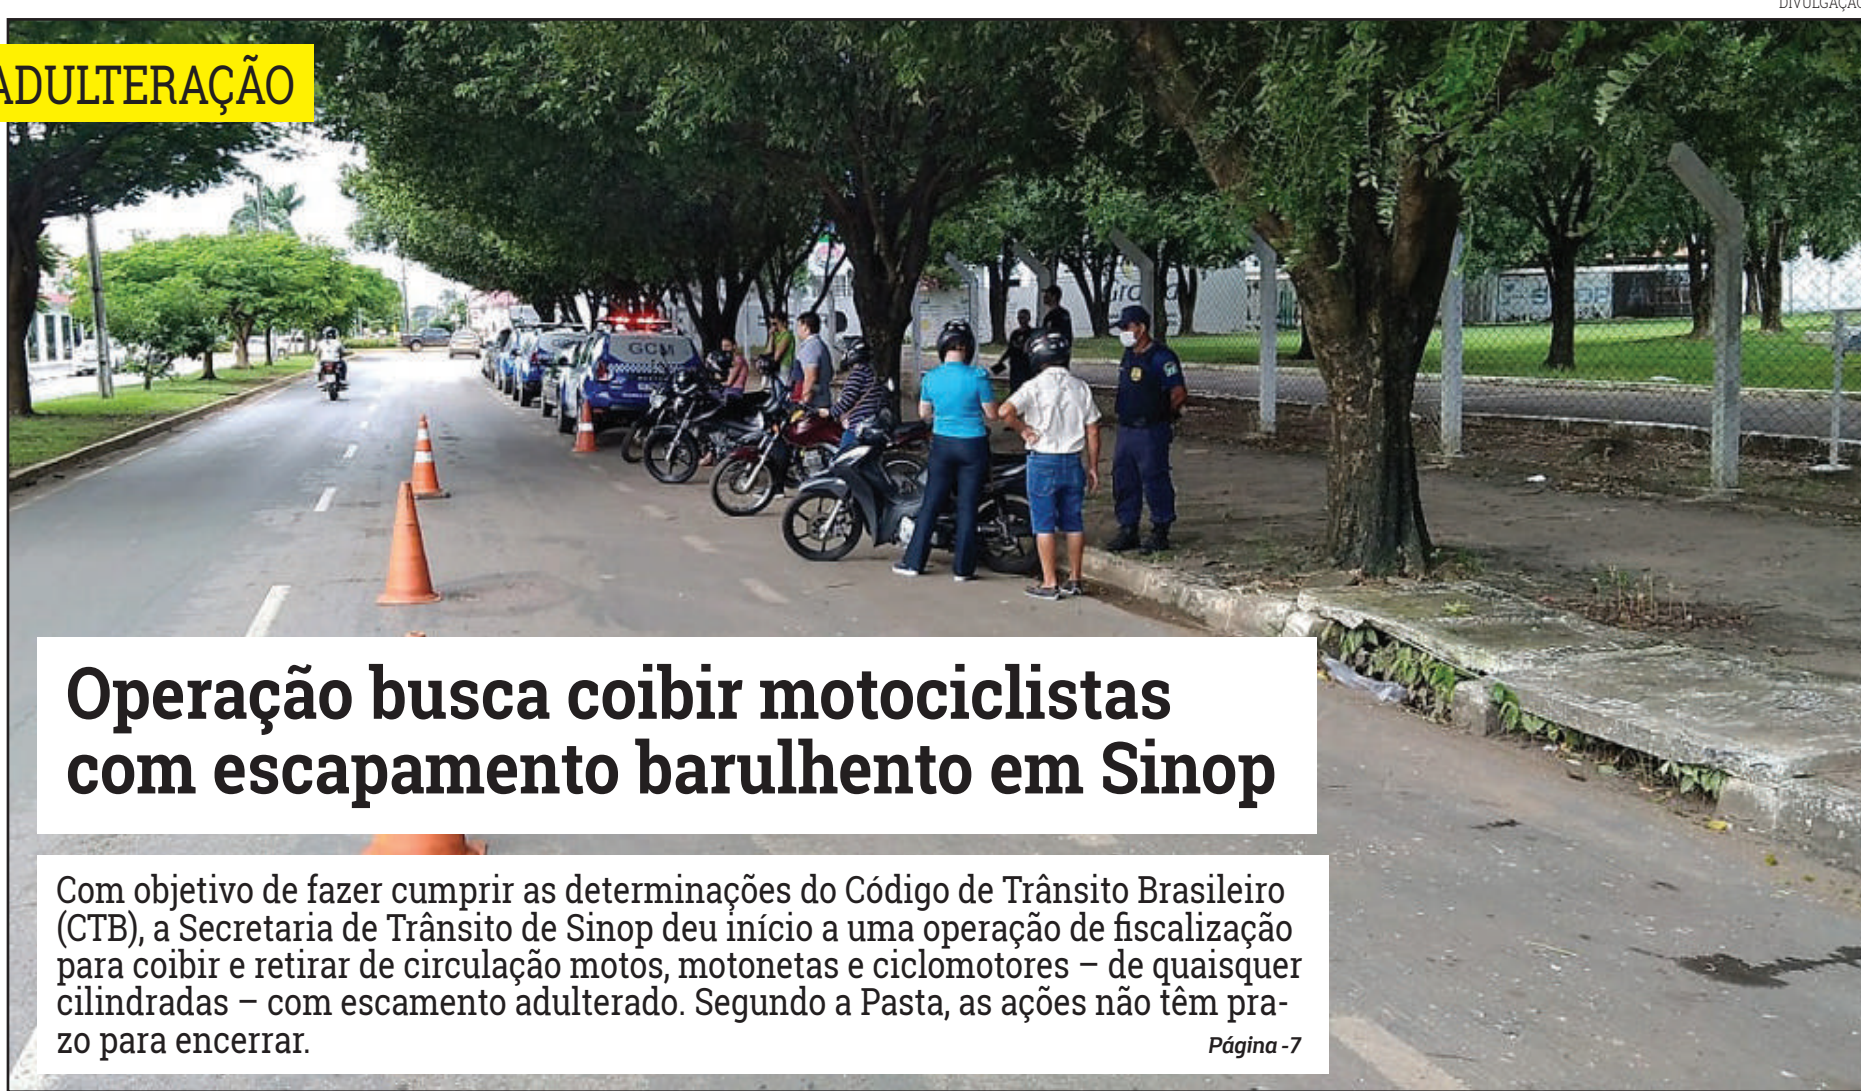 DIVULGAÇÃO
ADULTERAÇÃO
GCM
Operação busca coibir motociclistas
com escapamento barulhento em Sinop
Com objetivo de fazer cumprir as determinações do Código de Trânsito Brasileiro
(CTB), a Secretaria de Trânsito de Sinop deu início a uma operação de fiscalização
para coibir e retirar de circulação motos, motonetas e ciclomotores – de quaisquer
cilindradas – com escamento adulterado. Segundo a Pasta, as ações não têm pra-
zo para encerrar.
Página -7